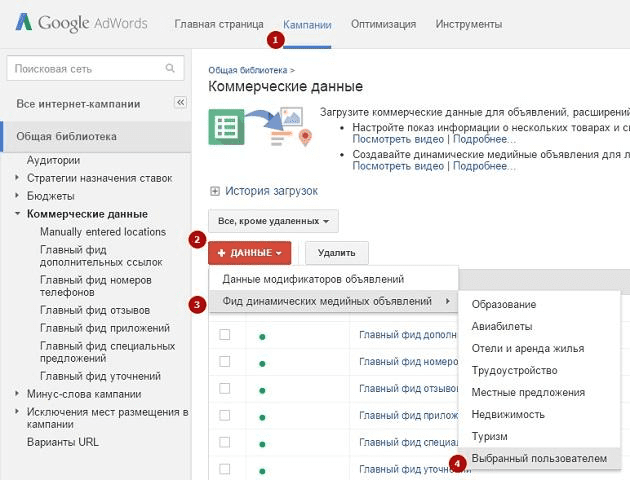 Google AdWords
Главная страница
Кампании
Оптимизация
Инструменты
1
Поисковая сеть
Все интернет-кампании
«
Общая библиотека
Аудитории
Стратегии назначения ставок
Бюджеты
Коммерческие данные
Manually entered locations
Главный фид
дополнительных ссылок
Главный фид номеров
телефонов
Главный фид отзывов
Главный фид приложений
Главный фид специальных
предложений
Главный фид уточнений
Минус-слова кампании
Исключения мест размещения в
кампании
Варианты URL
Общая библиотека >
Коммерческие данные
Загрузите коммерческие данные для объявлений, расширений
• Настройте показ информации о нескольких товарах и
Посмотреть видео | Подробнее...
• Создавайте динамические медийные объявления для
Посмотреть видео | Подробнее...
История загрузок
Все, кроме удаленных
2
+ ДАННЫЕ
Удалить
Данные модификаторов объявлений
3
Фид динамических медийных объявлений
Образование
Авиабилеты
Отели и аренда жилья
Трудоустройство
Местные предложения
Недвижимость
Туризм
4
Выбранный пользователем
Главный фид
Главный фид
Главный фид
Главный фид
Главный фид
Главный фид